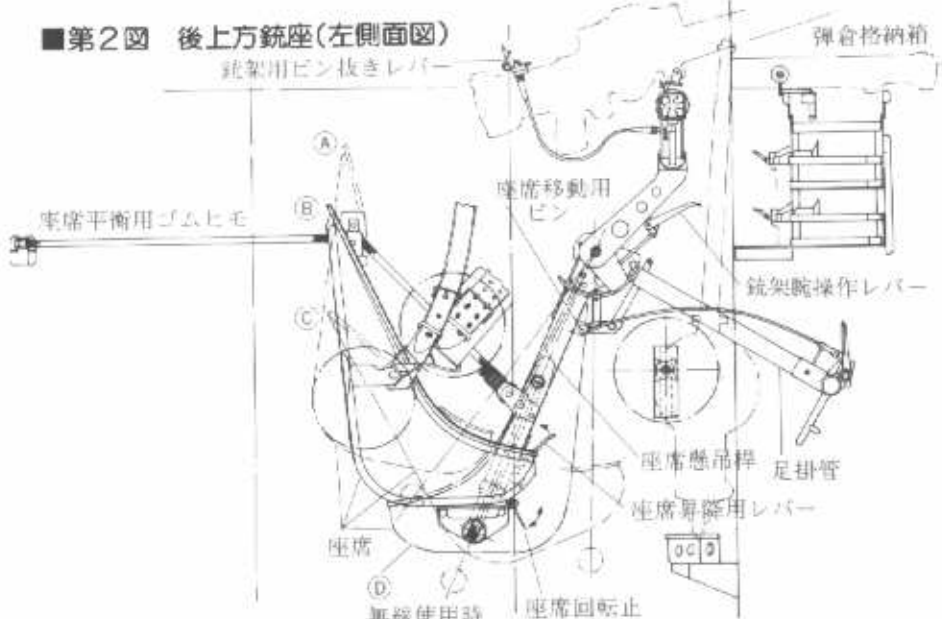 ■第2図 後上方銃座(左側面図)
弾倉格納箱
銃架用ピン抜きレバー
Ⓐ
座席移動用
ピン
Ⓑ
座席平衡用ゴムヒモ
銃架腕操作レバー
Ⓒ
座席懸吊桿
足掛管
座席昇降用レバー
座席
Ⓓ
無線使用時
座席回転止